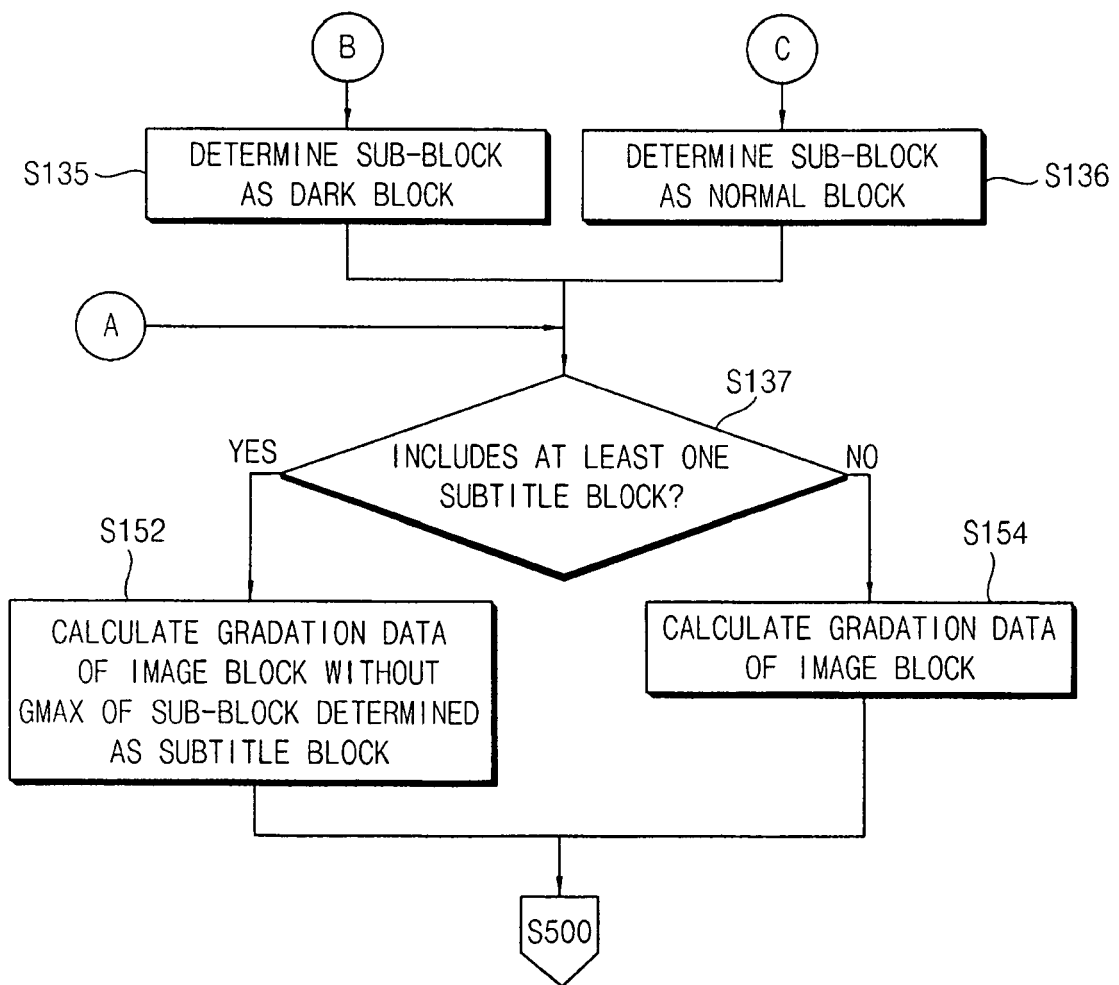 B
C
S135
DETERMINE SUB-BLOCK
AS DARK BLOCK
DETERMINE SUB-BLOCK
AS NORMAL BLOCK
S136
A
S137
YES
INCLUDES AT LEAST ONE
SUBTITLE BLOCK?
NO
S152
CALCULATE GRADATION DATA
OF IMAGE BLOCK WITHOUT
GMAX OF SUB-BLOCK DETERMINED
AS SUBTITLE BLOCK
S154
CALCULATE GRADATION DATA
OF IMAGE BLOCK
S500